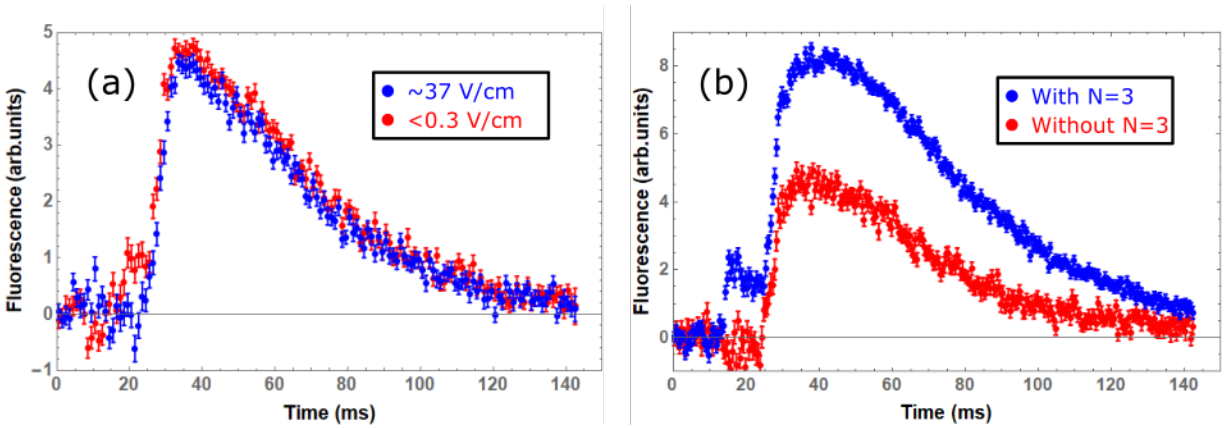 (a)
~37 V/cm
<0.3 V/cm
Fluorescence (arb.units)
5
4
3
2
1
0
−1
0 20 40 60 80 100 120 140
Time (ms)
(b)
With N=3
Without N=3
Fluorescence (arb.units)
8
6
4
2
0
0 20 40 60 80 100 120 140
Time (ms)